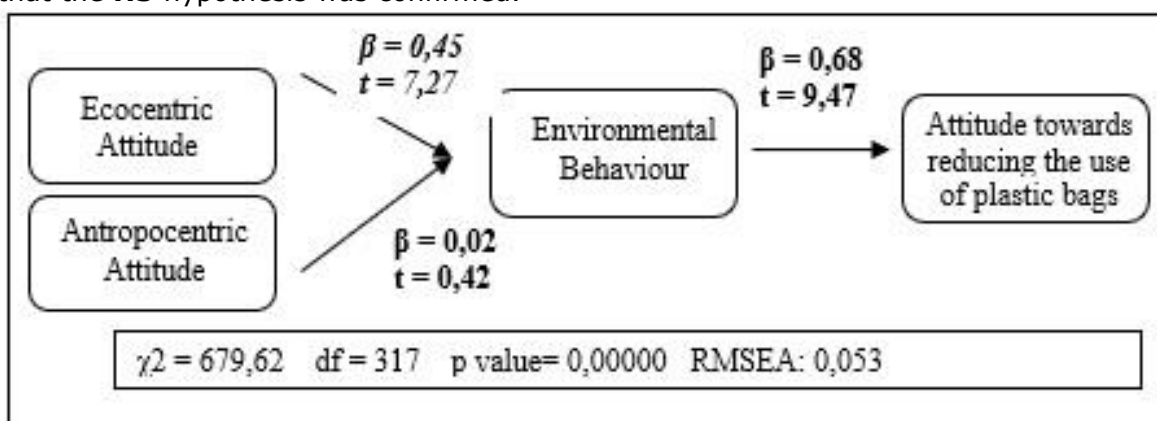 that the H3 hypothesis was confirmed.
β = 0,45
t = 7,27
β = 0,68
t = 9,47
Ecocentric
Attitude
Environmental
Behaviour
Attitude towards
reducing the use
of plastic bags
Antropocentric
Attitude
β = 0,02
t = 0,42
χ2 = 679,62 df = 317 p value= 0,00000 RMSEA: 0,053